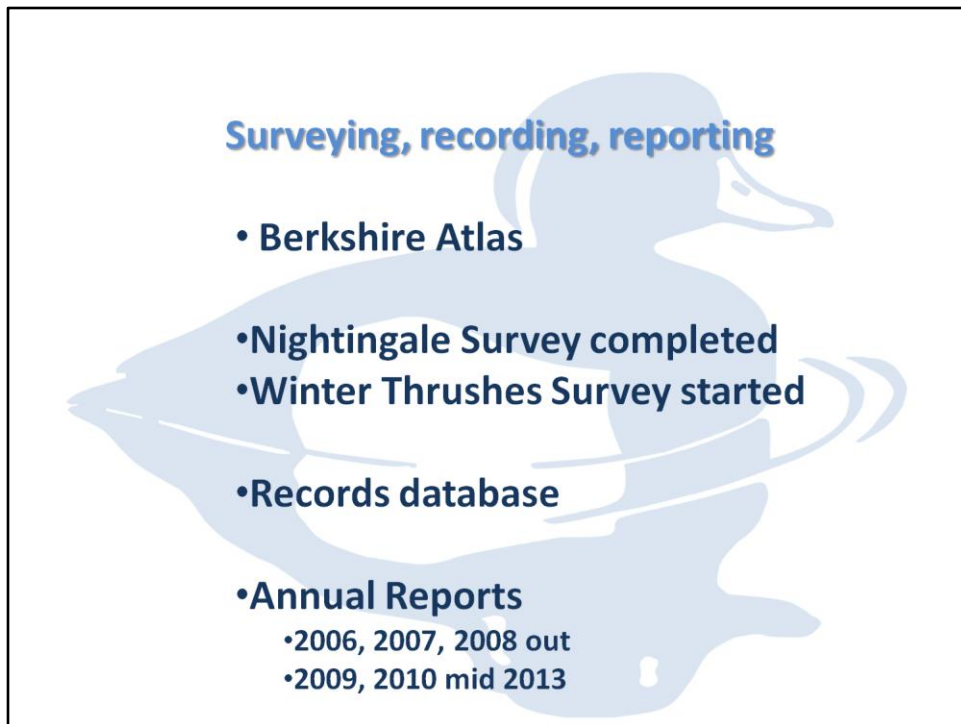 Surveying, recording, reporting
• Berkshire Atlas
•Nightingale Survey completed
•Winter Thrushes Survey started
•Records database
•Annual Reports
•2006, 2007, 2008 out
•2009, 2010 mid 2013